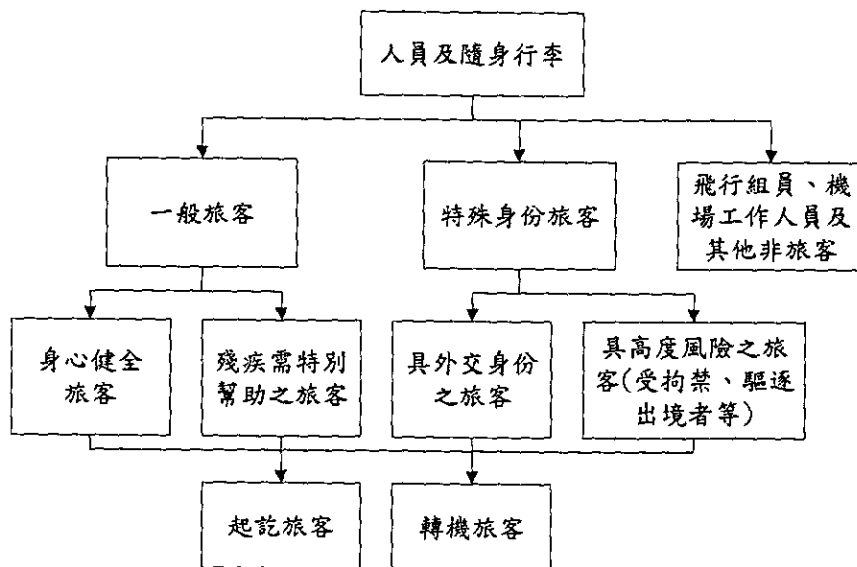 人員及隨身行李
一般旅客
特殊身份旅客
飛行組員、機
場工作人員及
其他非旅客
身心健全
旅客
殘疾需特別
幫助之旅客
具外交身份
之旅客
具高度風險之旅
客(受拘禁、驅逐
出境者等)
起訖旅客
轉機旅客